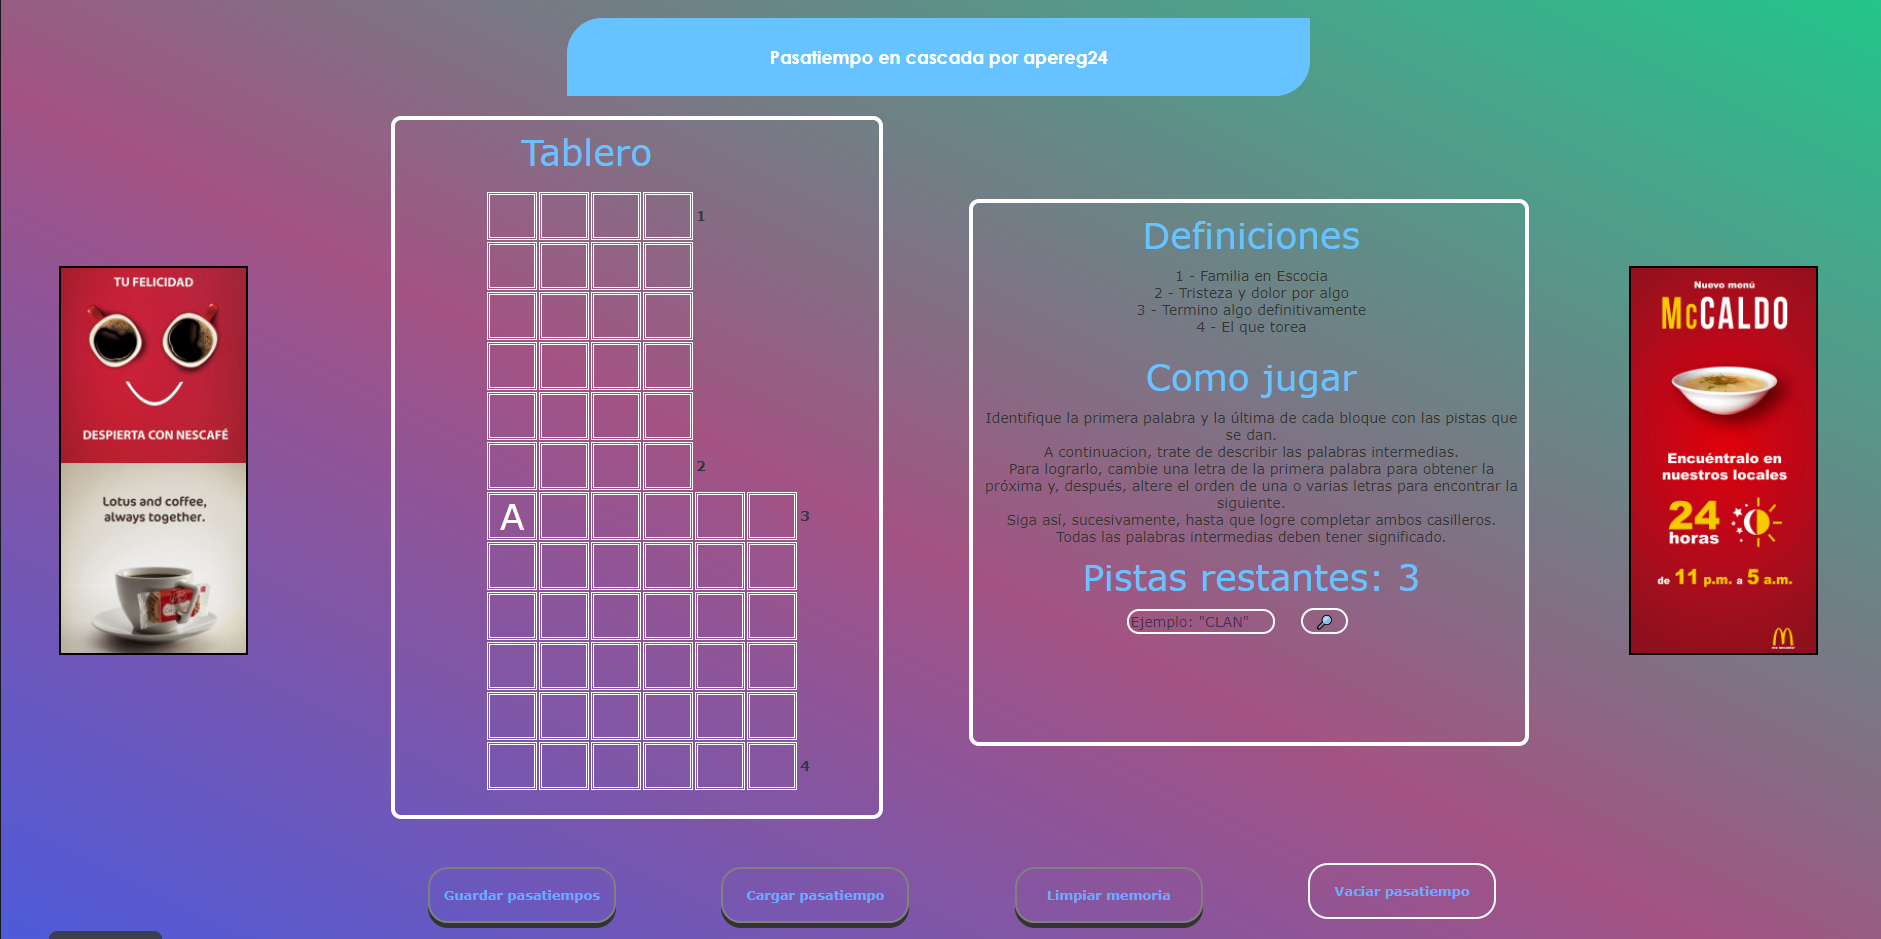 Pasatiempo en cascada por apereg24
Tablero
1
2
A
3
4
Definiciones
1 - Familia en Escocia
2 - Tristeza y dolor por algo
3 - Termino algo definitivamente
4 - El que torea
Como jugar
Identifique la primera palabra y la última de cada bloque con las pistas que
se dan.
A continuacion, trate de describir las palabras intermedias.
Para lograrlo, cambie una letra de la primera palabra para obtener la
próxima y, después, altere el orden de una o varias letras para encontrar la
siguiente.
Siga así, sucesivamente, hasta que logre completar ambos casilleros.
Todas las palabras intermedias deben tener significado.
Pistas restantes: 3
Ejemplo: "CLAN"
TU FELICIDAD
DESPIERTA CON NESCAFÉ
Lotus and coffee,
always together.
Nuevo menú
McCALDO
Encuéntralo en
nuestros locales
24
horas
de 11 p.m. a 5 a.m.
Guardar pasatiempos
Cargar pasatiempo
Limpiar memoria
Vaciar pasatiempo